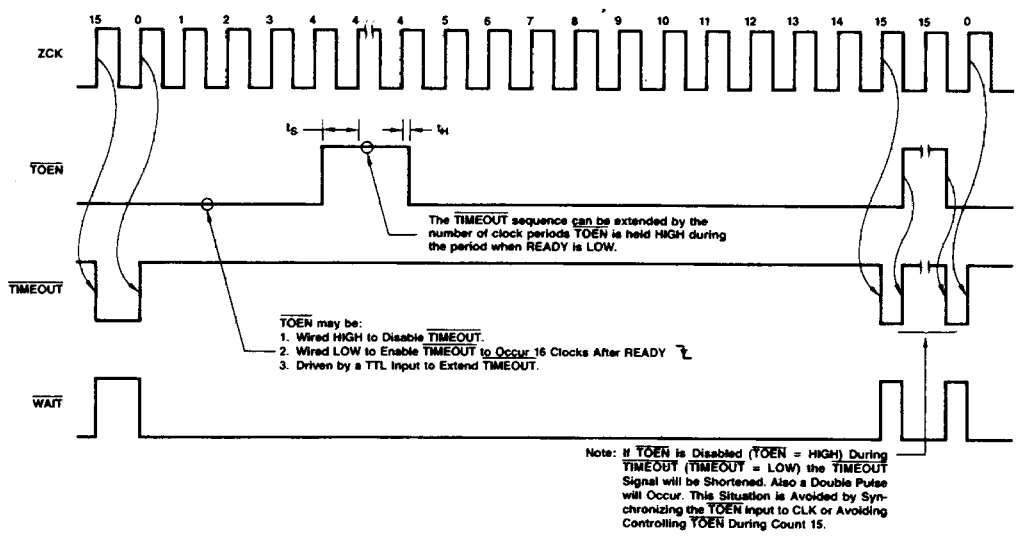 15 0 1 2 3 4 4 4 5 6 7 8 9 10 11 12 13 14 15 15 0
ZCK
tS tH
TOEN
The TIMEOUT sequence can be extended by the
number of clock periods TOEN is held HIGH during
the period when READY is LOW.
TIMEOUT
TOEN may be:
1. Wired HIGH to Disable TIMEOUT.
2. Wired LOW to Enable TIMEOUT to Occur 16 Clocks After READY
3. Driven by a TTL Input to Extend TIMEOUT.
WAIT
Note: If TOEN is Disabled (TOEN = HIGH) During
TIMEOUT (TIMEOUT = LOW) the TIMEOUT
Signal will be Shortened. Also a Double Pulse
will Occur. This Situation is Avoided by Syn-
chronizing the TOEN Input to CLK or Avoiding
Controlling TOEN During Count 15.